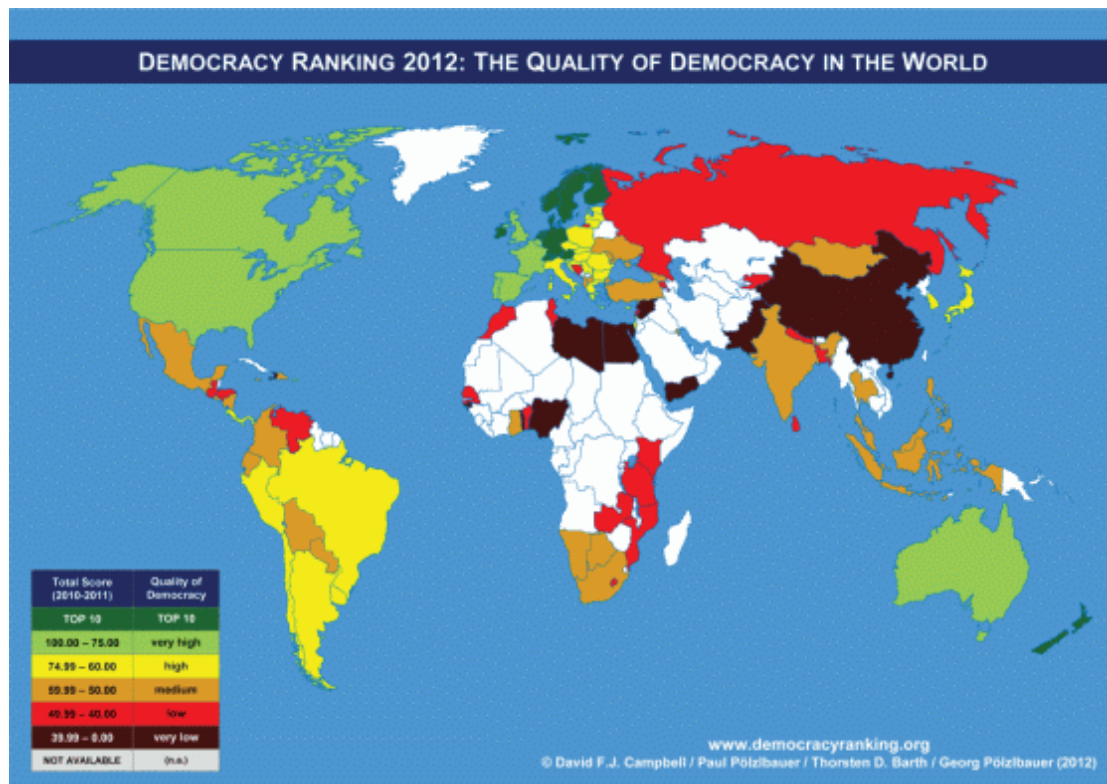 DEMOCRACY RANKING 2012: THE QUALITY OF DEMOCRACY IN THE WORLD
Total Score (2010-2011) Quality of Democracy
TOP 10 TOP 10
100.00 – 75.00 very high
74.99 – 60.00 high
59.99 – 50.00 medium
49.99 – 40.00 low
39.99 – 0.00 very low
NOT AVAILABLE (n.a.)
www.democracyranking.org
© David F.J. Campbell / Paul Pölzlbauer / Thorsten D. Barth / Georg Pölzlbauer (2012)